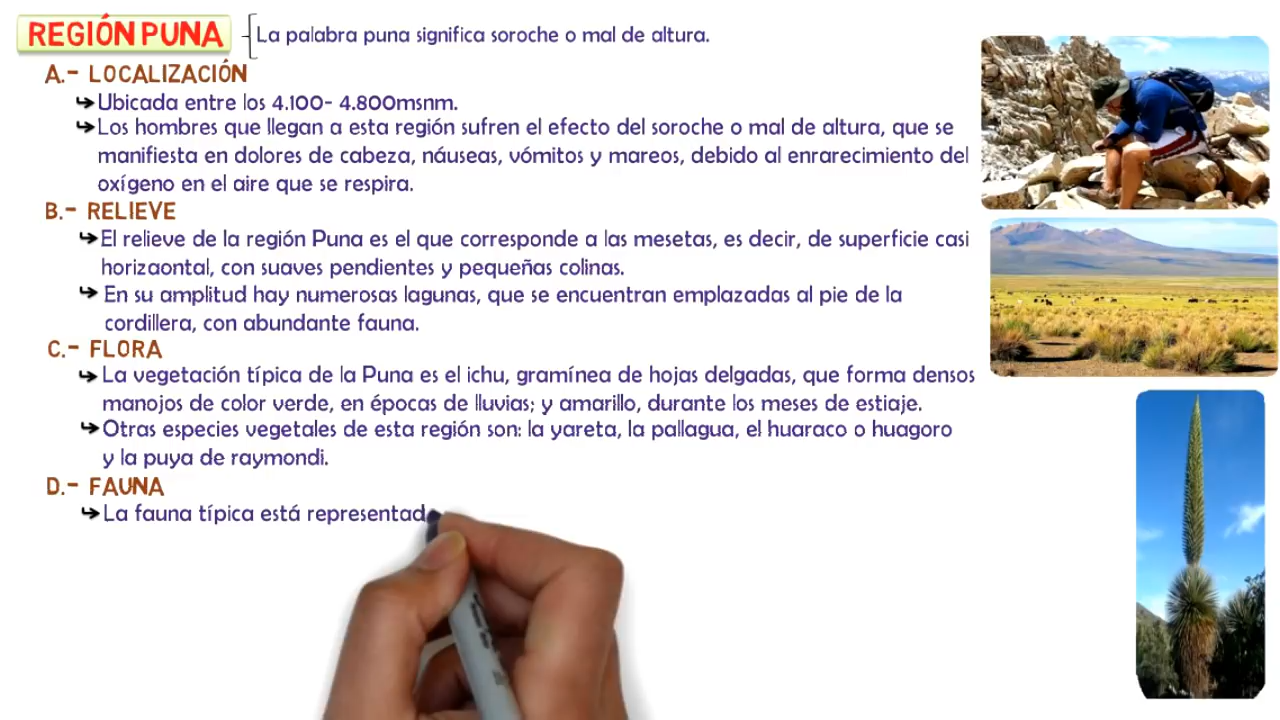 REGIÓN PUNA
La palabra puna significa soroche o mal de altura.
A.- LOCALIZACIÓN
Ubicada entre los 4.100- 4.800msnm.
Los hombres que llegan a esta región sufren el efecto del soroche o mal de altura, que se
manifiesta en dolores de cabeza, náuseas, vómitos y mareos, debido al enrarecimiento del
oxígeno en el aire que se respira.
B.- RELIEVE
El relieve de la región Puna es el que corresponde a las mesetas, es decir, de superficie casi
horizaontal, con suaves pendientes y pequeñas colinas.
En su amplitud hay numerosas lagunas, que se encuentran emplazadas al pie de la
cordillera, con abundante fauna.
C.- FLORA
La vegetación típica de la Puna es el ichu, gramínea de hojas delgadas, que forma densos
manojos de color verde, en épocas de lluvias; y amarillo, durante los meses de estiaje.
Otras especies vegetales de esta región son: la yareta, la pallagua, el huaraco o huagoro
y la puya de raymondi.
D.- FAUNA
La fauna típica está representad